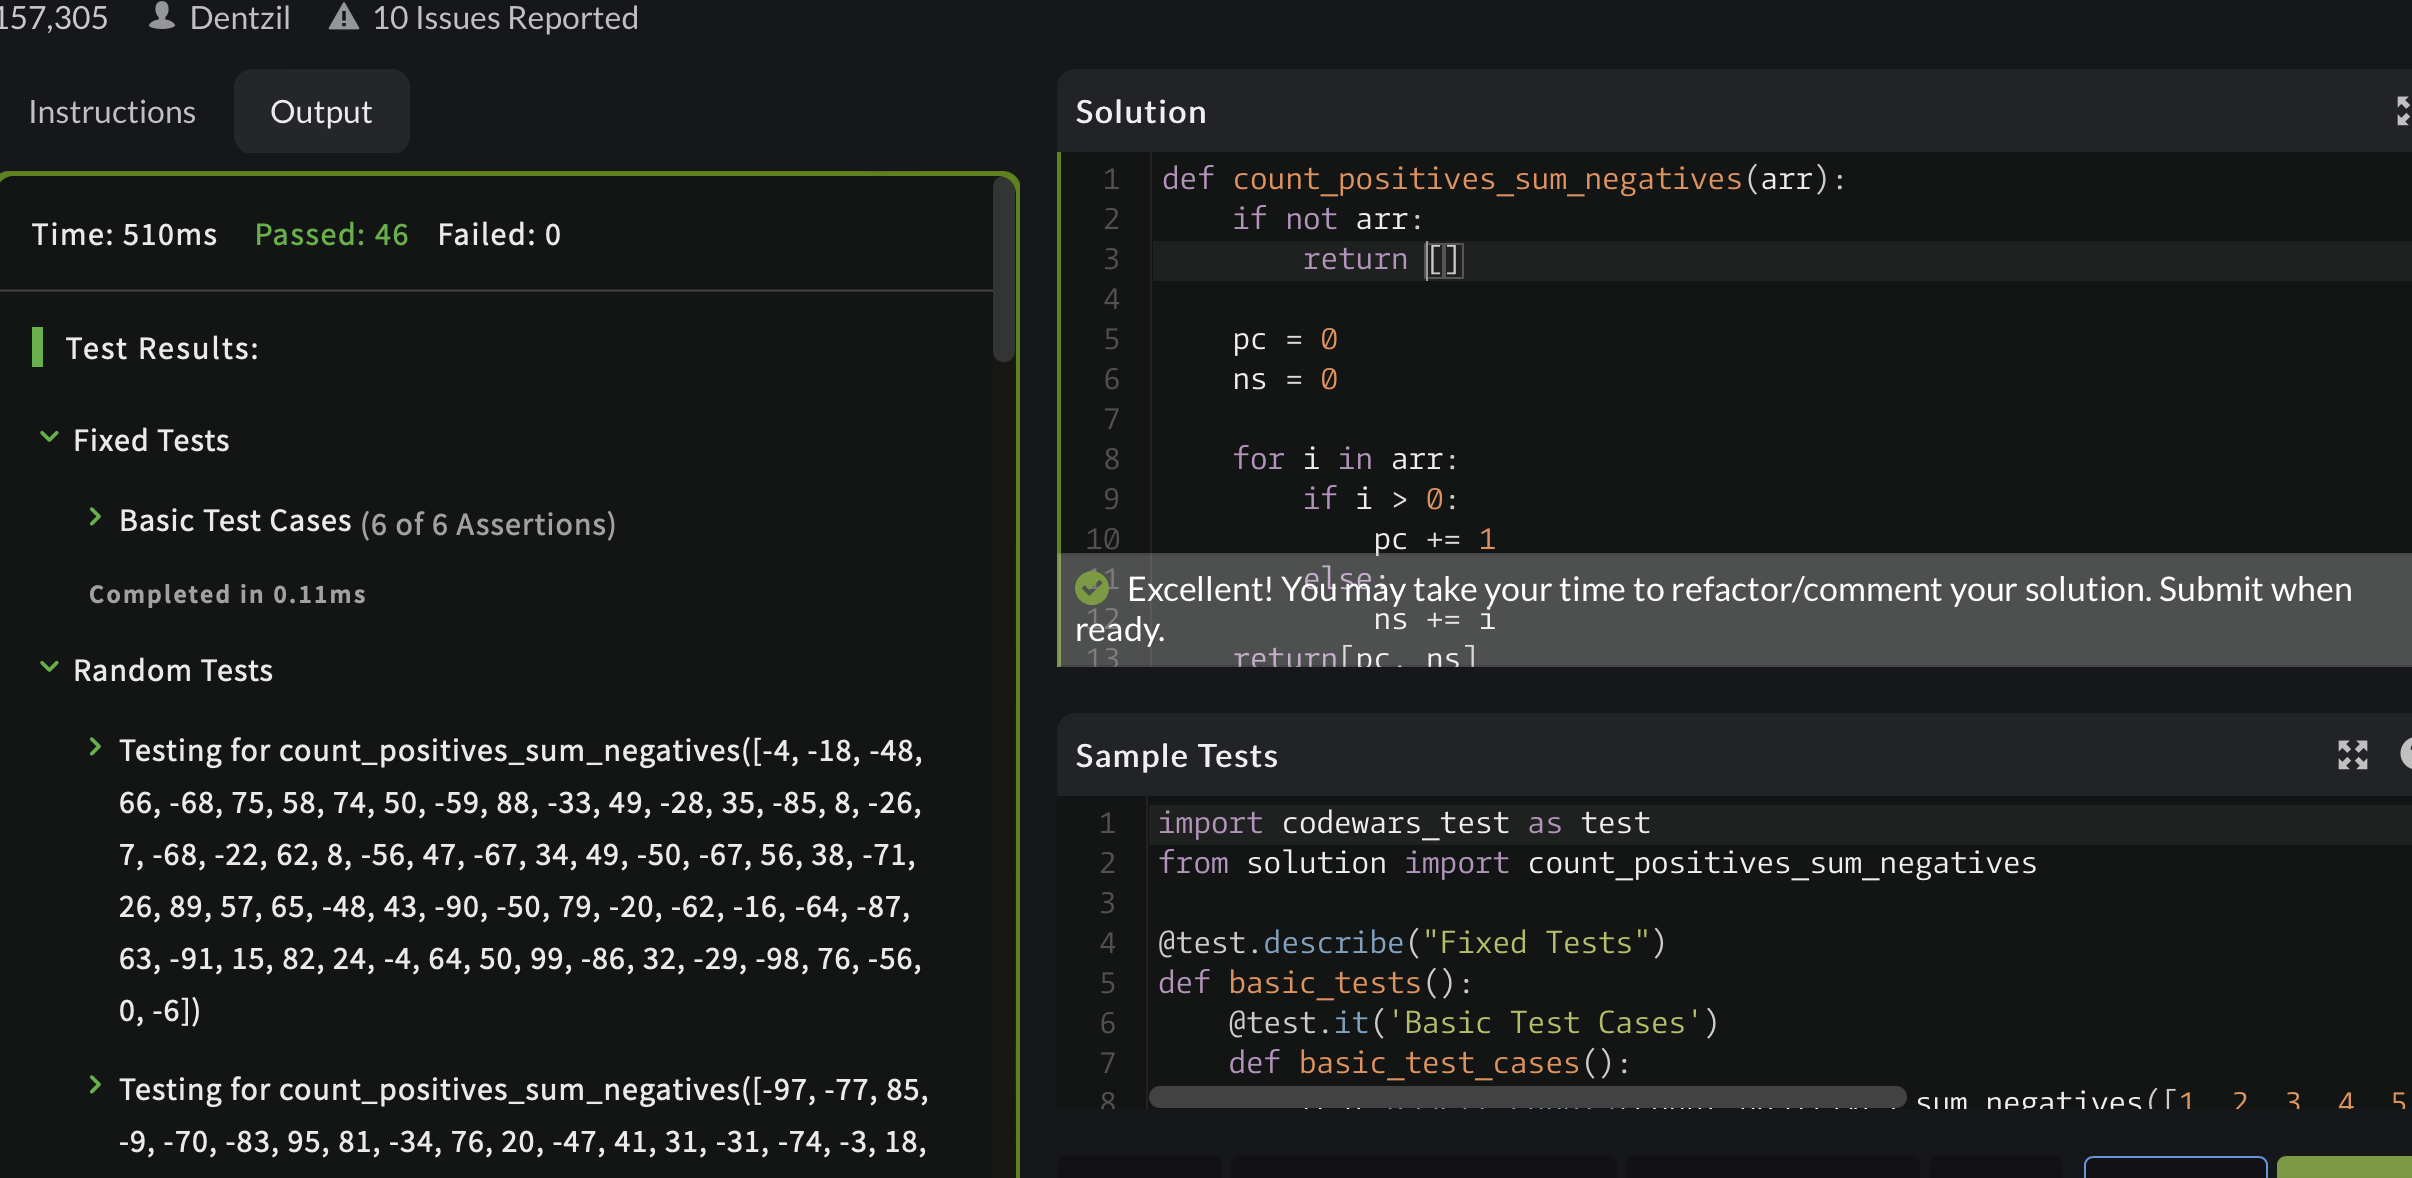 157,305 Dentzil 10 Issues Reported
Instructions Output
Time: 510ms Passed: 46 Failed: 0
Test Results:
Fixed Tests
Basic Test Cases (6 of 6 Assertions)
Completed in 0.11ms
Random Tests
Testing for count_positives_sum_negatives([-4, -18, -48,
66, -68, 75, 58, 74, 50, -59, 88, -33, 49, -28, 35, -85, 8, -26,
7, -68, -22, 62, 8, -56, 47, -67, 34, 49, -50, -67, 56, 38, -71,
26, 89, 57, 65, -48, 43, -90, -50, 79, -20, -62, -16, -64, -87,
63, -91, 15, 82, 24, -4, 64, 50, 99, -86, 32, -29, -98, 76, -56,
0, -6])
Testing for count_positives_sum_negatives([-97, -77, 85,
-9, -70, -83, 95, 81, -34, 76, 20, -47, 41, 31, -31, -74, -3, 18,
Solution
1 def count_positives_sum_negatives(arr):
2 if not arr:
3 return []
4
5 pc = 0
6 ns = 0
7
8 for i in arr:
9 if i > 0:
10 pc += 1
11 else:
12 ns += i
13 return[pc, ns]
Excellent! You may take your time to refactor/comment your solution. Submit when
ready.
Sample Tests
1 import codewars_test as test
2 from solution import count_positives_sum_negatives
3
4 @test.describe("Fixed Tests")
5 def basic_tests():
6 @test.it('Basic Test Cases')
7 def basic_test_cases():
8 sum_negatives([1 2 3 4 5